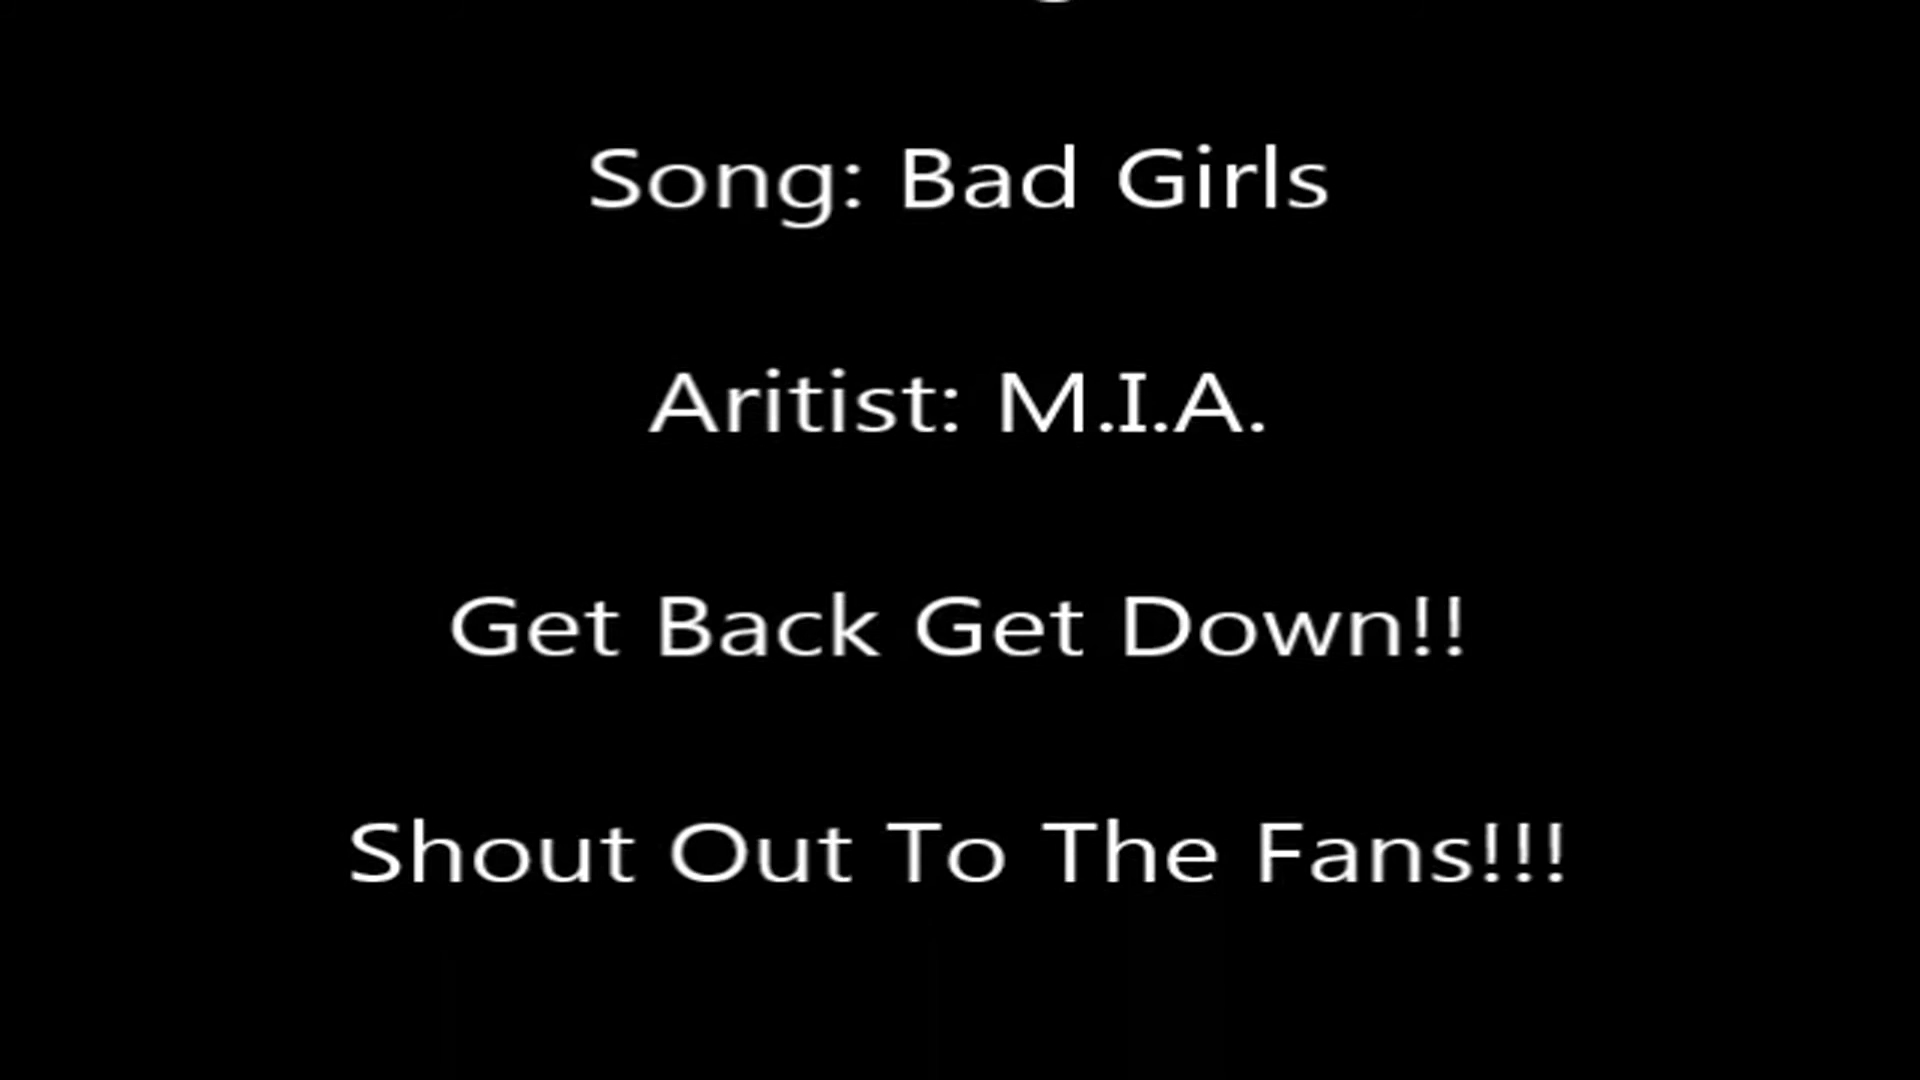 Song: Bad Girls
Aritist: M.I.A.
Get Back Get Down!!
Shout Out To The Fans!!!